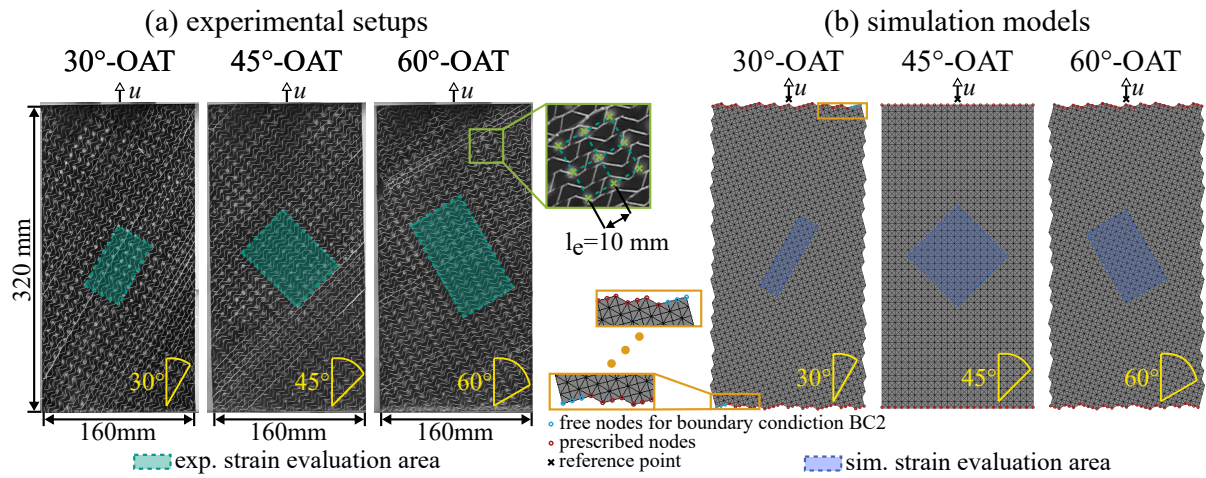 (a) experimental setups
(b) simulation models
30°-OAT
45°-OAT
60°-OAT
30°-OAT
45°-OAT
60°-OAT
u
u
u
u
u
u
320 mm
lₑ=10 mm
30°
45°
60°
30°
45°
60°
160mm
160mm
160mm
free nodes for boundary condiction BC2
prescribed nodes
reference point
exp. strain evaluation area
sim. strain evaluation area